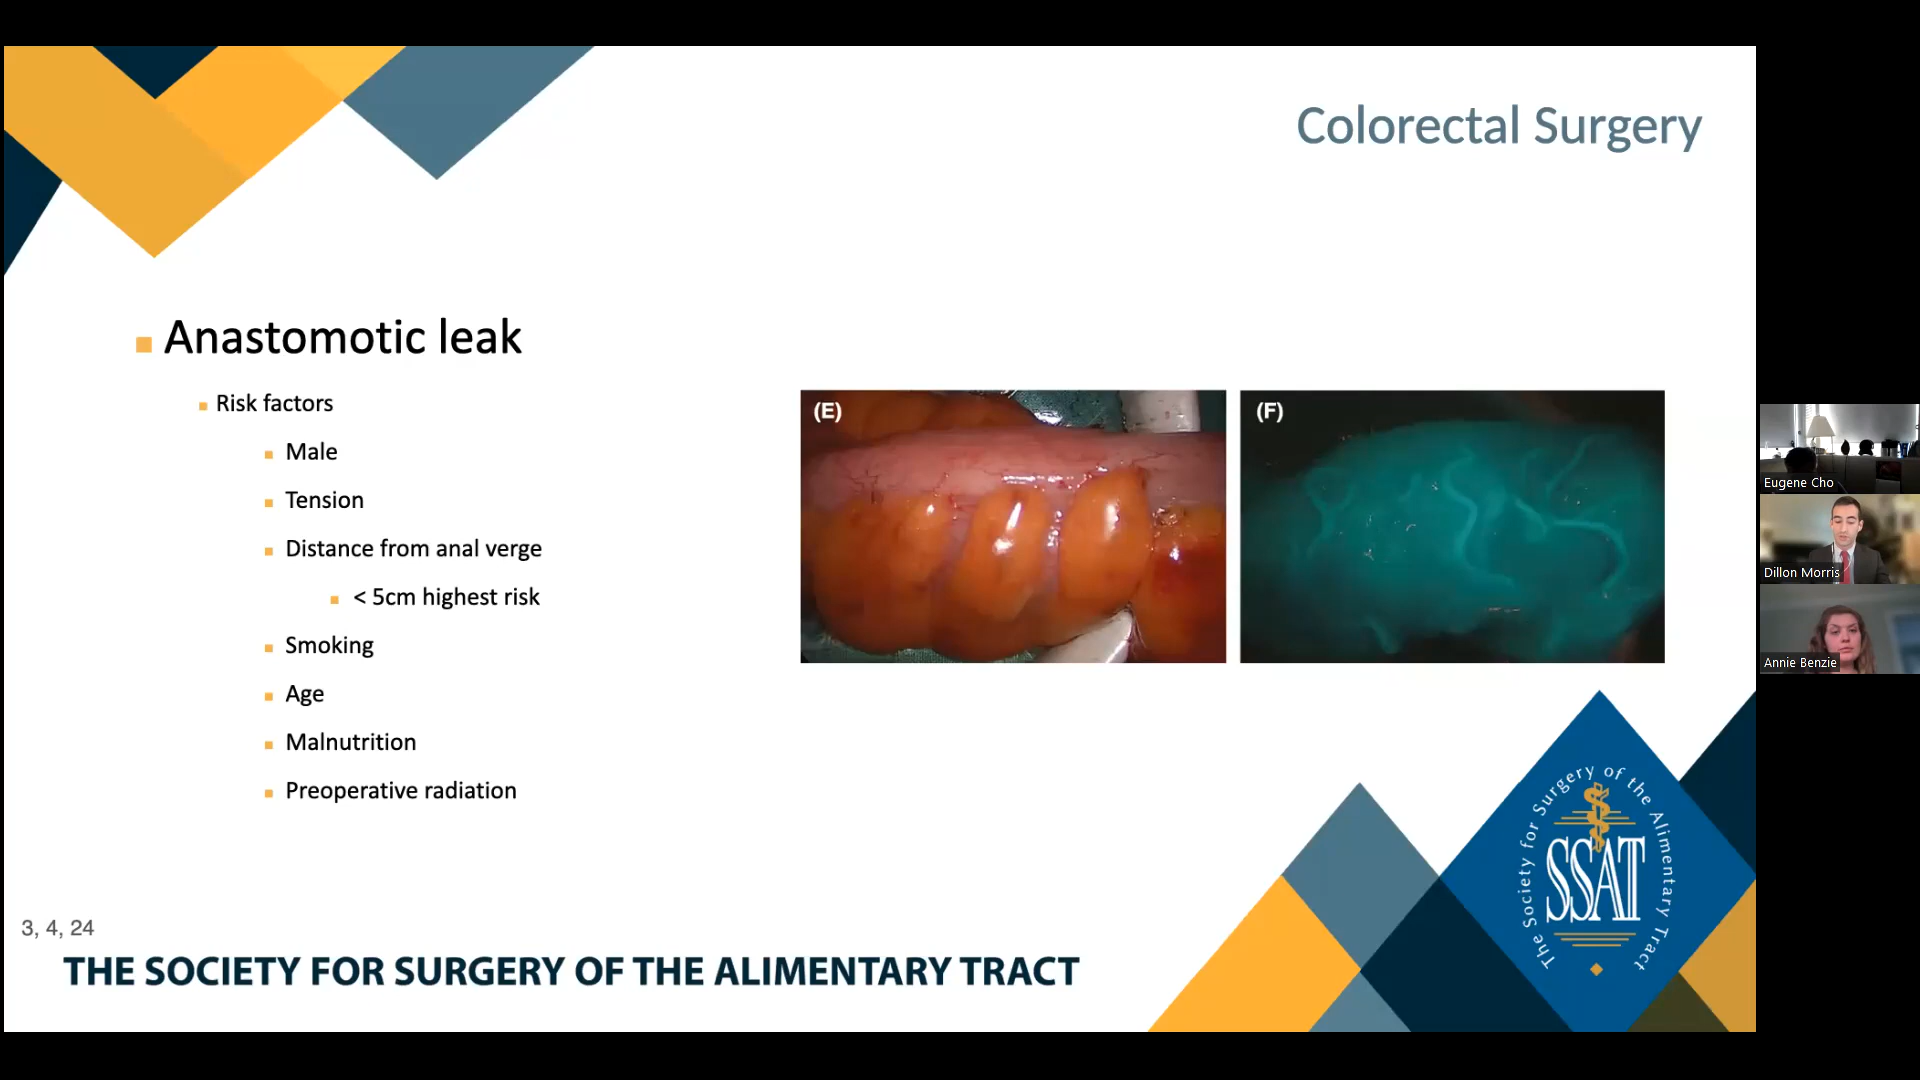 Colorectal Surgery
Anastomotic leak
Risk factors
Male
Tension
Distance from anal verge
< 5cm highest risk
Smoking
Age
Malnutrition
Preoperative radiation
(E)
(F)
Eugene Cho
Dillon Morris
Annie Benzie
The Society for Surgery of the Alimentary Tract
SSAT
3, 4, 24
THE SOCIETY FOR SURGERY OF THE ALIMENTARY TRACT